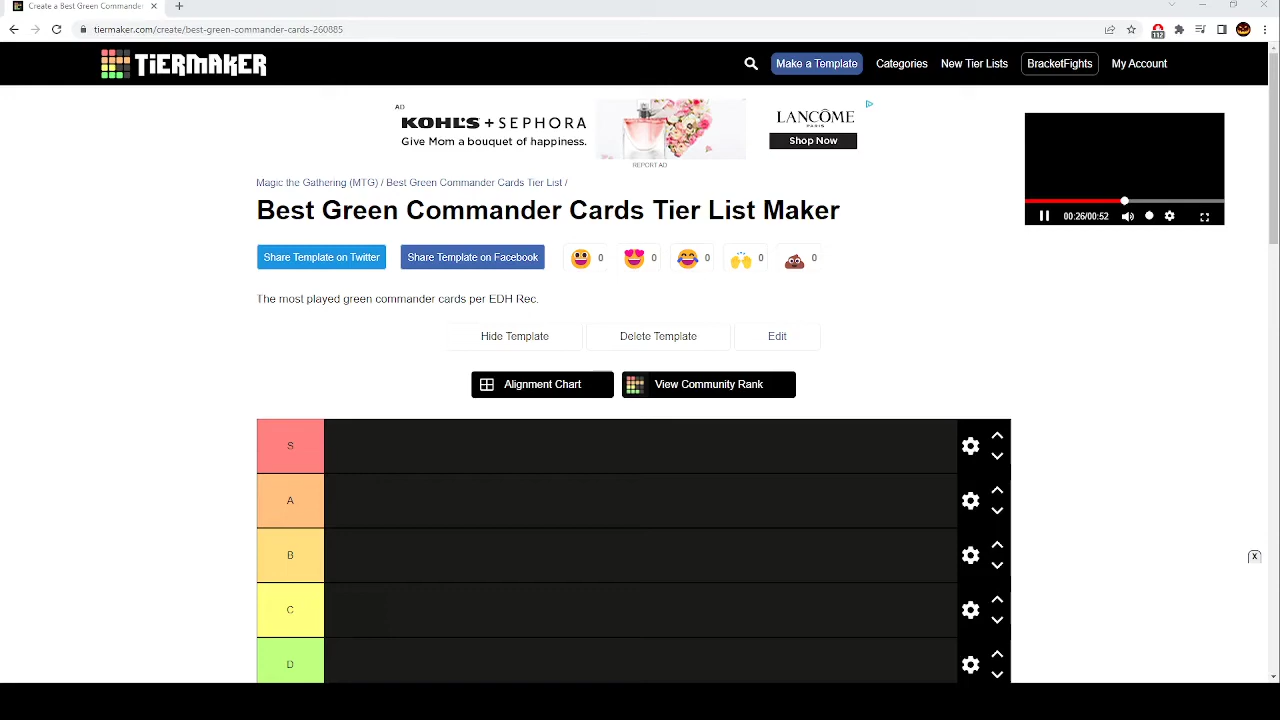 Create a Best Green Commander
tiermaker.com/create/best-green-commander-cards-260885
112
TiERMAKER
Make a Template
Categories
New Tier Lists
BracketFights
My Account
AD
KOHL'S + SEPHORA
Give Mom a bouquet of happiness.
LANCÔME
PARIS
Shop Now
REPORT AD
Magic the Gathering (MTG) / Best Green Commander Cards Tier List /
Best Green Commander Cards Tier List Maker
00:26/00:52
Share Template on Twitter
Share Template on Facebook
0
0
0
0
0
The most played green commander cards per EDH Rec.
Hide Template
Delete Template
Edit
Alignment Chart
View Community Rank
S
A
B
X
C
D